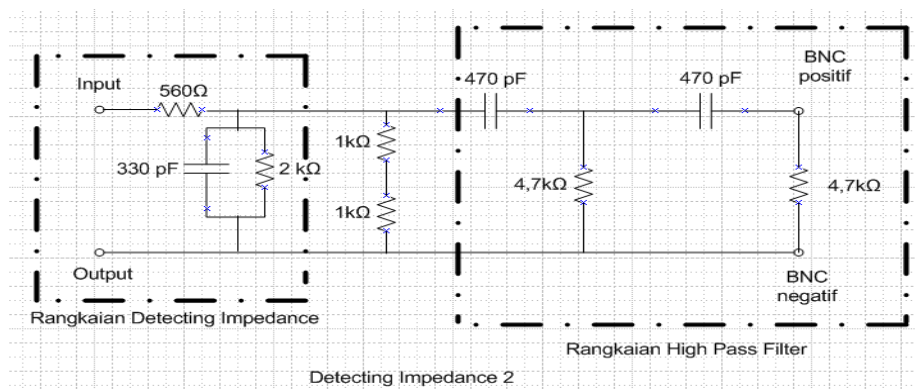 Input
560Ω
330 pF
2 kΩ
1kΩ
1kΩ
Output
Rangkaian Detecting Impedance
470 pF
470 pF
BNC
positif
4,7kΩ
4,7kΩ
BNC
negatif
Rangkaian High Pass Filter
Detecting Impedance 2